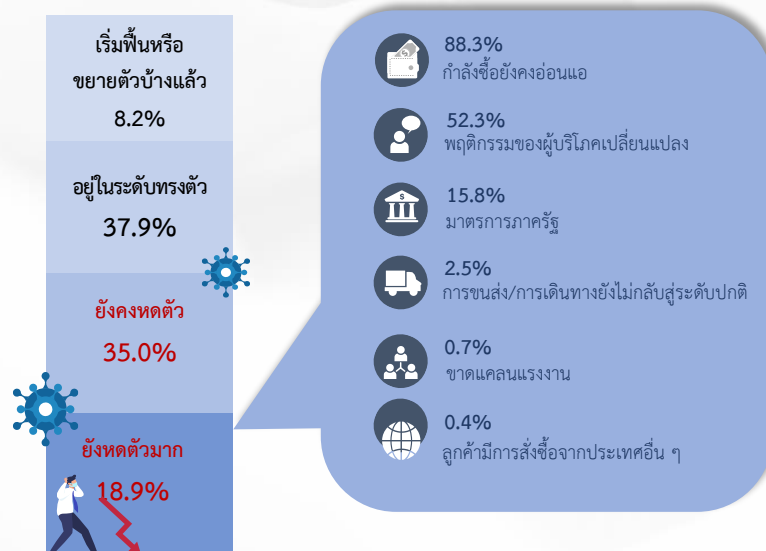 เริ่มฟื้นหรือ
ขยายตัวบ้างแล้ว
8.2%
อยู่ในระดับทรงตัว
37.9%
ยังคงหดตัว
35.0%
ยังหดตัวมาก
18.9%
88.3%
กำลังซื้อยังคงอ่อนแอ
52.3%
พฤติกรรมของผู้บริโภคเปลี่ยนแปลง
15.8%
มาตรการภาครัฐ
2.5%
การขนส่ง/การเดินทางยังไม่กลับสู่ระดับปกติ
0.7%
ขาดแคลนแรงงาน
0.4%
ลูกค้ามีการสั่งซื้อจากประเทศอื่น ๆ